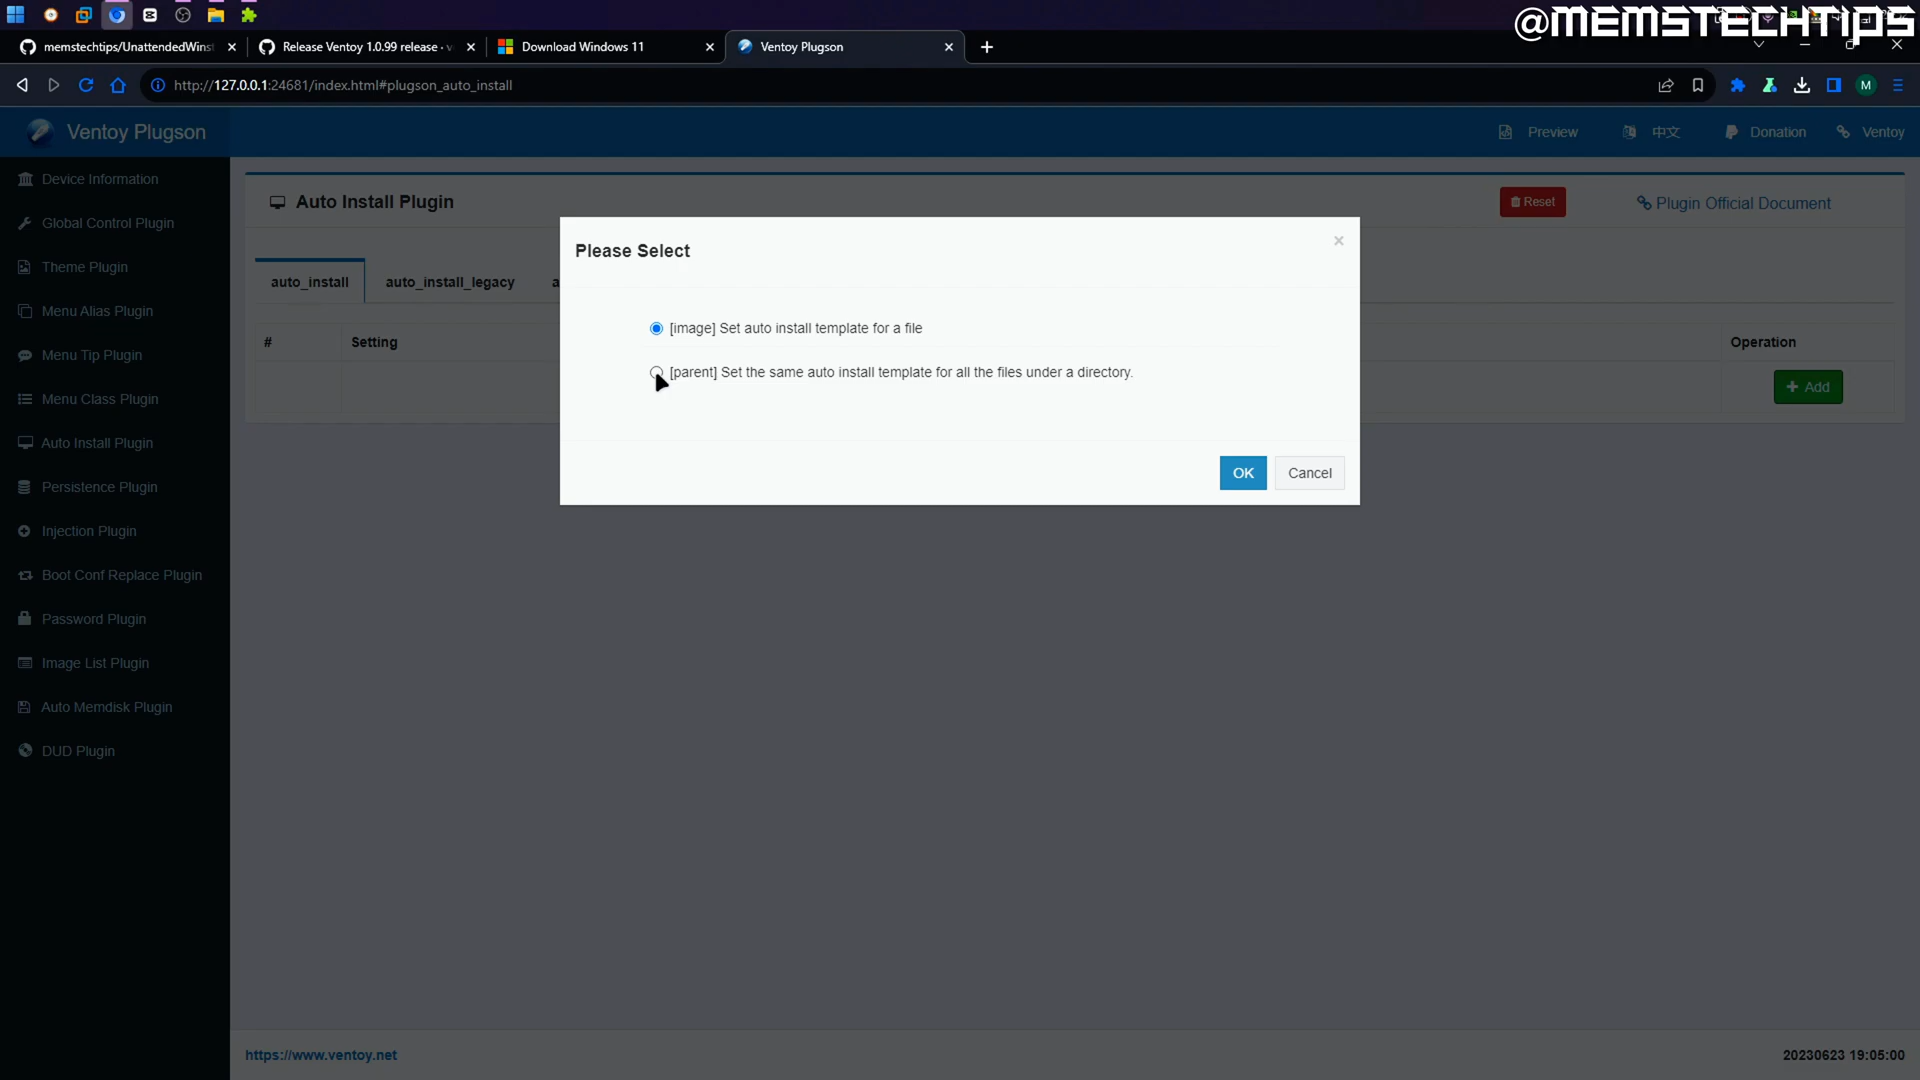 @MEMSTECHTIPS
memstechtips/UnattendedWinst
Release Ventoy 1.0.99 release · v
Download Windows 11
Ventoy Plugson
http://127.0.0.1:24681/index.html#plugson_auto_install
M
Ventoy Plugson
Preview
中文
Donation
Ventoy
Device Information
Global Control Plugin
Theme Plugin
Menu Alias Plugin
Menu Tip Plugin
Menu Class Plugin
Auto Install Plugin
Persistence Plugin
Injection Plugin
Boot Conf Replace Plugin
Password Plugin
Image List Plugin
Auto Memdisk Plugin
DUD Plugin
Auto Install Plugin
Reset
Plugin Official Document
auto_install
auto_install_legacy
a
#
Setting
Operation
Add
Please Select
×
[image] Set auto install template for a file
[parent] Set the same auto install template for all the files under a directory.
OK
Cancel
https://www.ventoy.net
20230623 19:05:00